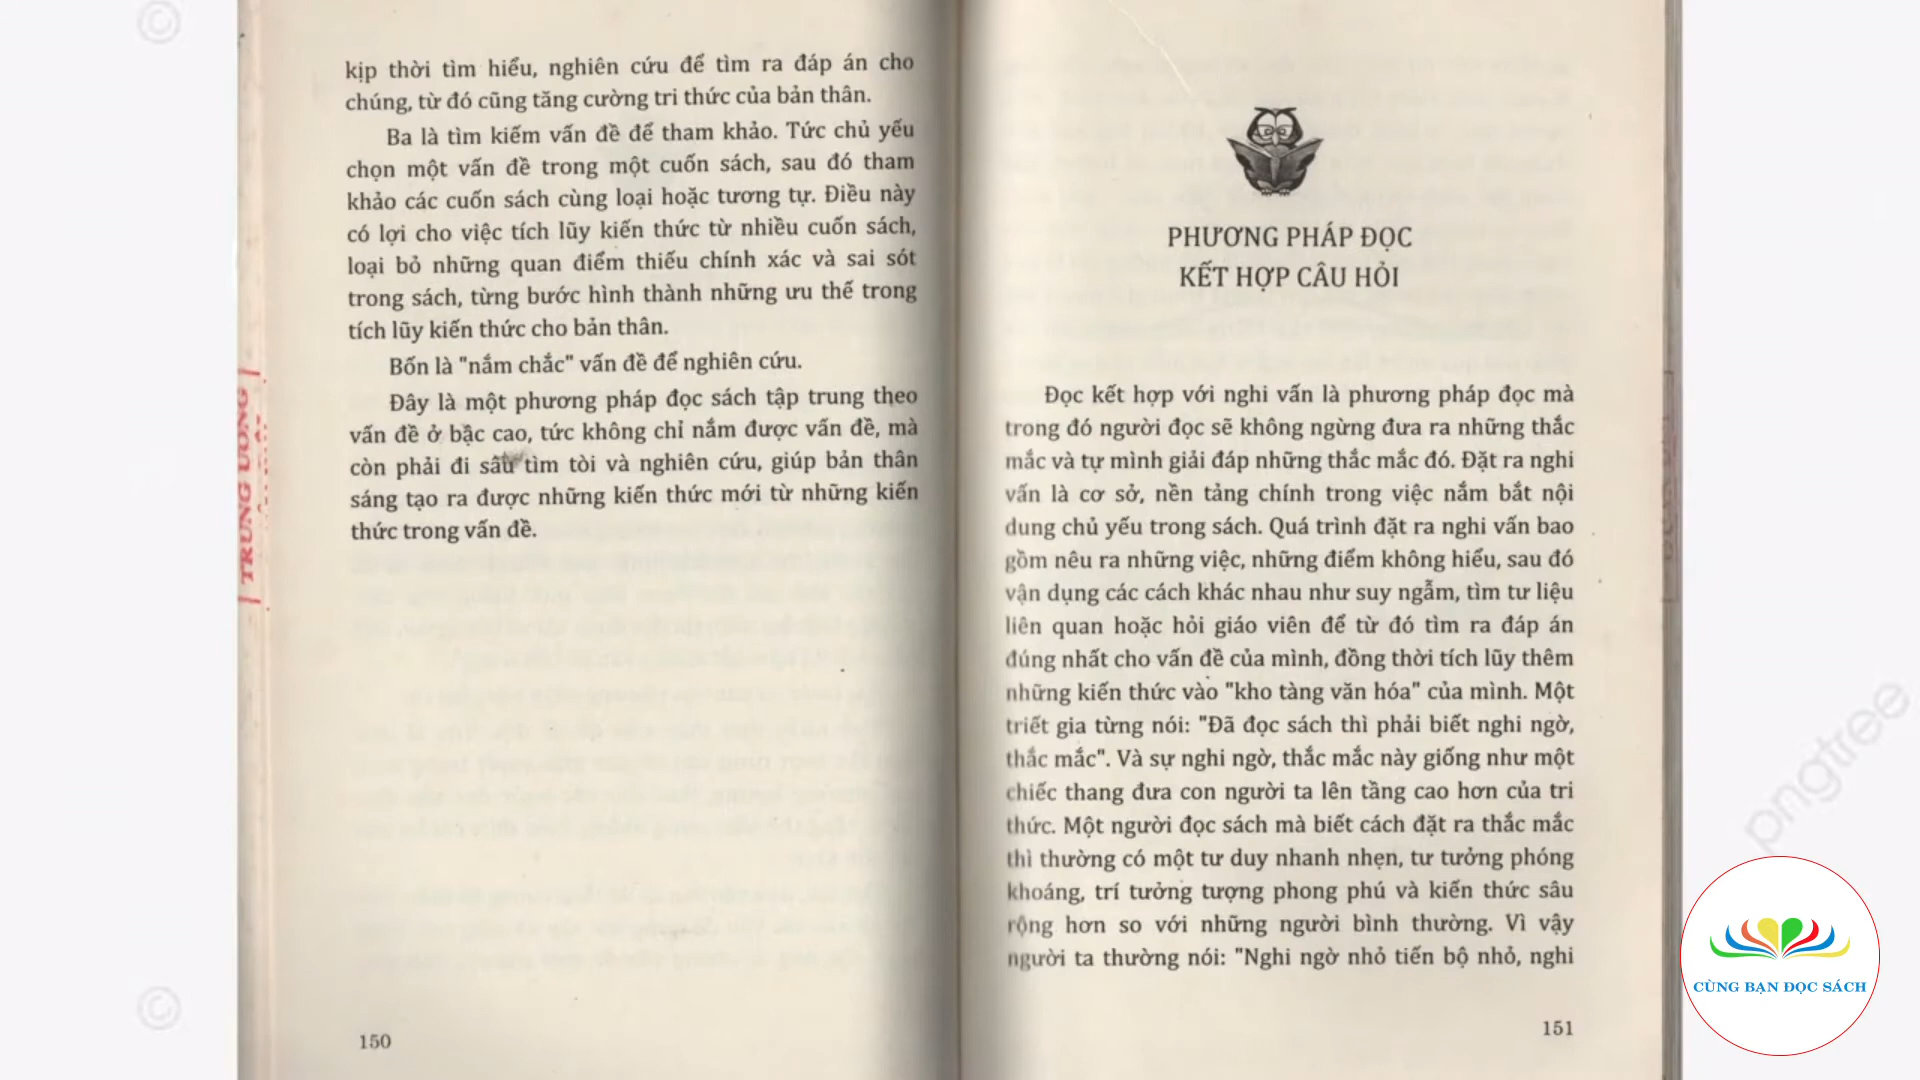 kịp thời tìm hiểu, nghiên cứu để tìm ra đáp án cho
chúng, từ đó cũng tăng cường tri thức của bản thân.
Ba là tìm kiếm vấn đề để tham khảo. Tức chủ yếu
chọn một vấn đề trong một cuốn sách, sau đó tham
khảo các cuốn sách cùng loại hoặc tương tự. Điều này
có lợi cho việc tích lũy kiến thức từ nhiều cuốn sách,
loại bỏ những quan điểm thiếu chính xác và sai sót
trong sách, từng bước hình thành những ưu thế trong
tích lũy kiến thức cho bản thân.
Bốn là "nắm chắc" vấn đề để nghiên cứu.
Đây là một phương pháp đọc sách tập trung theo
vấn đề ở bậc cao, tức không chỉ nắm được vấn đề, mà
còn phải đi sâu tìm tòi và nghiên cứu, giúp bản thân
sáng tạo ra được những kiến thức mới từ những kiến
thức trong vấn đề.
150
TRUNG ƯƠNG
PHƯƠNG PHÁP ĐỌC
KẾT HỢP CÂU HỎI
Đọc kết hợp với nghi vấn là phương pháp đọc mà
trong đó người đọc sẽ không ngừng đưa ra những thắc
mắc và tự mình giải đáp những thắc mắc đó. Đặt ra nghi
vấn là cơ sở, nền tảng chính trong việc nắm bắt nội
dung chủ yếu trong sách. Quá trình đặt ra nghi vấn bao
gồm nêu ra những việc, những điểm không hiểu, sau đó
vận dụng các cách khác nhau như suy ngẫm, tìm tư liệu
liên quan hoặc hỏi giáo viên để từ đó tìm ra đáp án
đúng nhất cho vấn đề của mình, đồng thời tích lũy thêm
những kiến thức vào "kho tàng văn hóa" của mình. Một
triết gia từng nói: "Đã đọc sách thì phải biết nghi ngờ,
thắc mắc". Và sự nghi ngờ, thắc mắc này giống như một
chiếc thang đưa con người ta lên tầng cao hơn của tri
thức. Một người đọc sách mà biết cách đặt ra thắc mắc
thì thường có một tư duy nhanh nhẹn, tư tưởng phóng
khoáng, trí tưởng tượng phong phú và kiến thức sâu
rộng hơn so với những người bình thường. Vì vậy
người ta thường nói: "Nghi ngờ nhỏ tiến bộ nhỏ, nghi
151
pngtree
CÙNG BẠN ĐỌC SÁCH